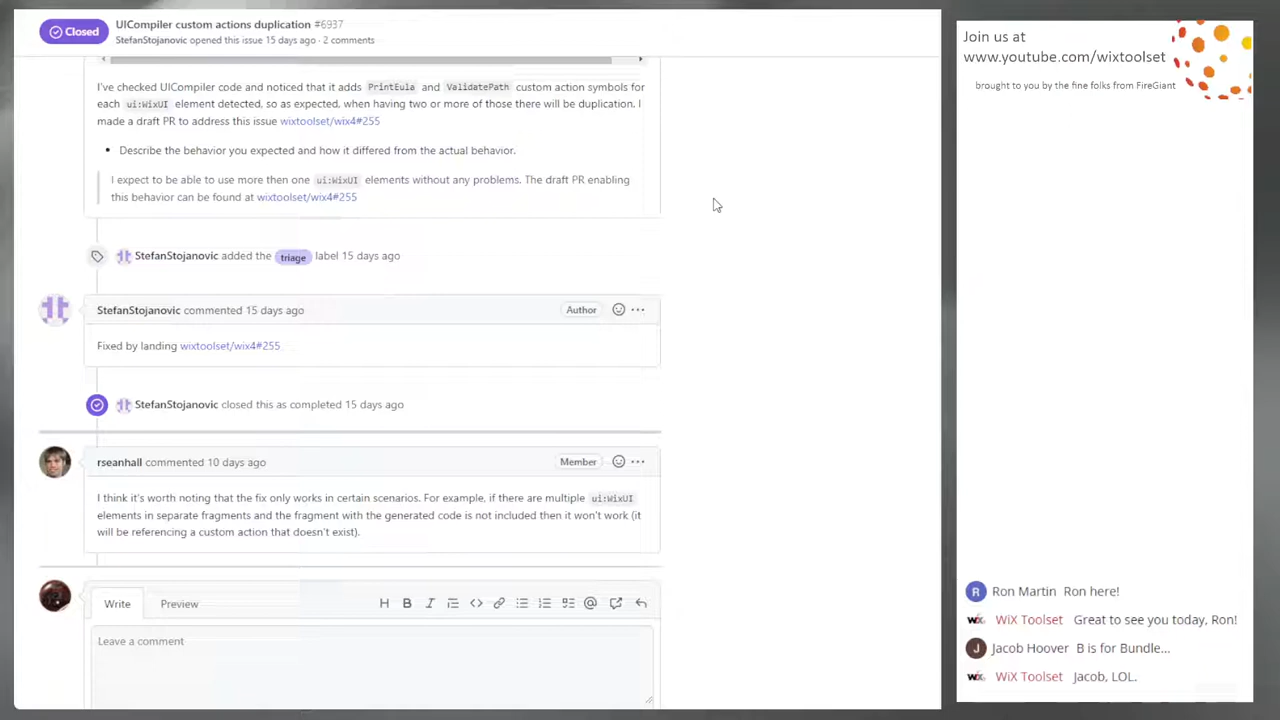 Closed
UICompiler custom actions duplication #6937
StefanStojanovic opened this issue 15 days ago · 2 comments
I've checked UICompiler code and noticed that it adds PrintEula and ValidatePath custom action symbols for
each ui:WixUI element detected, so as expected, when having two or more of those there will be duplication. I
made a draft PR to address this issue wixtoolset/wix4#255
• Describe the behavior you expected and how it differed from the actual behavior.
I expect to be able to use more then one ui:WixUI elements without any problems. The draft PR enabling
this behavior can be found at wixtoolset/wix4#255
StefanStojanovic added the triage label 15 days ago
StefanStojanovic commented 15 days ago
Author
Fixed by landing wixtoolset/wix4#255
StefanStojanovic closed this as completed 15 days ago
rseanhall commented 10 days ago
Member
I think it's worth noting that the fix only works in certain scenarios. For example, if there are multiple ui:WixUI
elements in separate fragments and the fragment with the generated code is not included then it won't work (it
will be referencing a custom action that doesn't exist).
Write Preview
Leave a comment
Join us at
www.youtube.com/wixtoolset
brought to you by the fine folks from FireGiant
R Ron Martin Ron here!
WiX WiX Toolset Great to see you today, Ron!
J Jacob Hoover B is for Bundle...
WiX WiX Toolset Jacob, LOL.